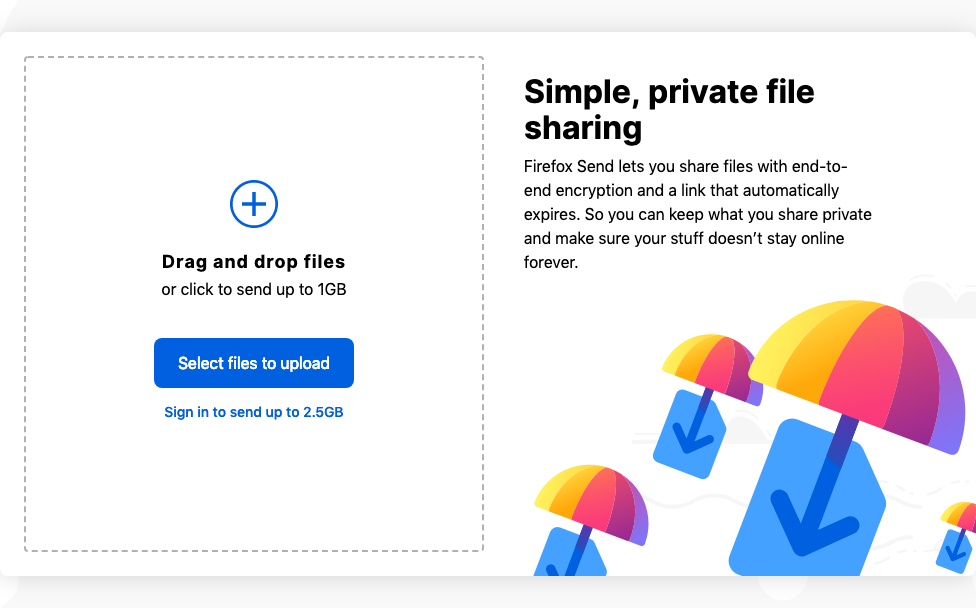 Drag and drop files
or click to send up to 1GB
Select files to upload
Sign in to send up to 2.5GB
Simple, private file
sharing
Firefox Send lets you share files with end-to-
end encryption and a link that automatically
expires. So you can keep what you share private
and make sure your stuff doesn’t stay online
forever.